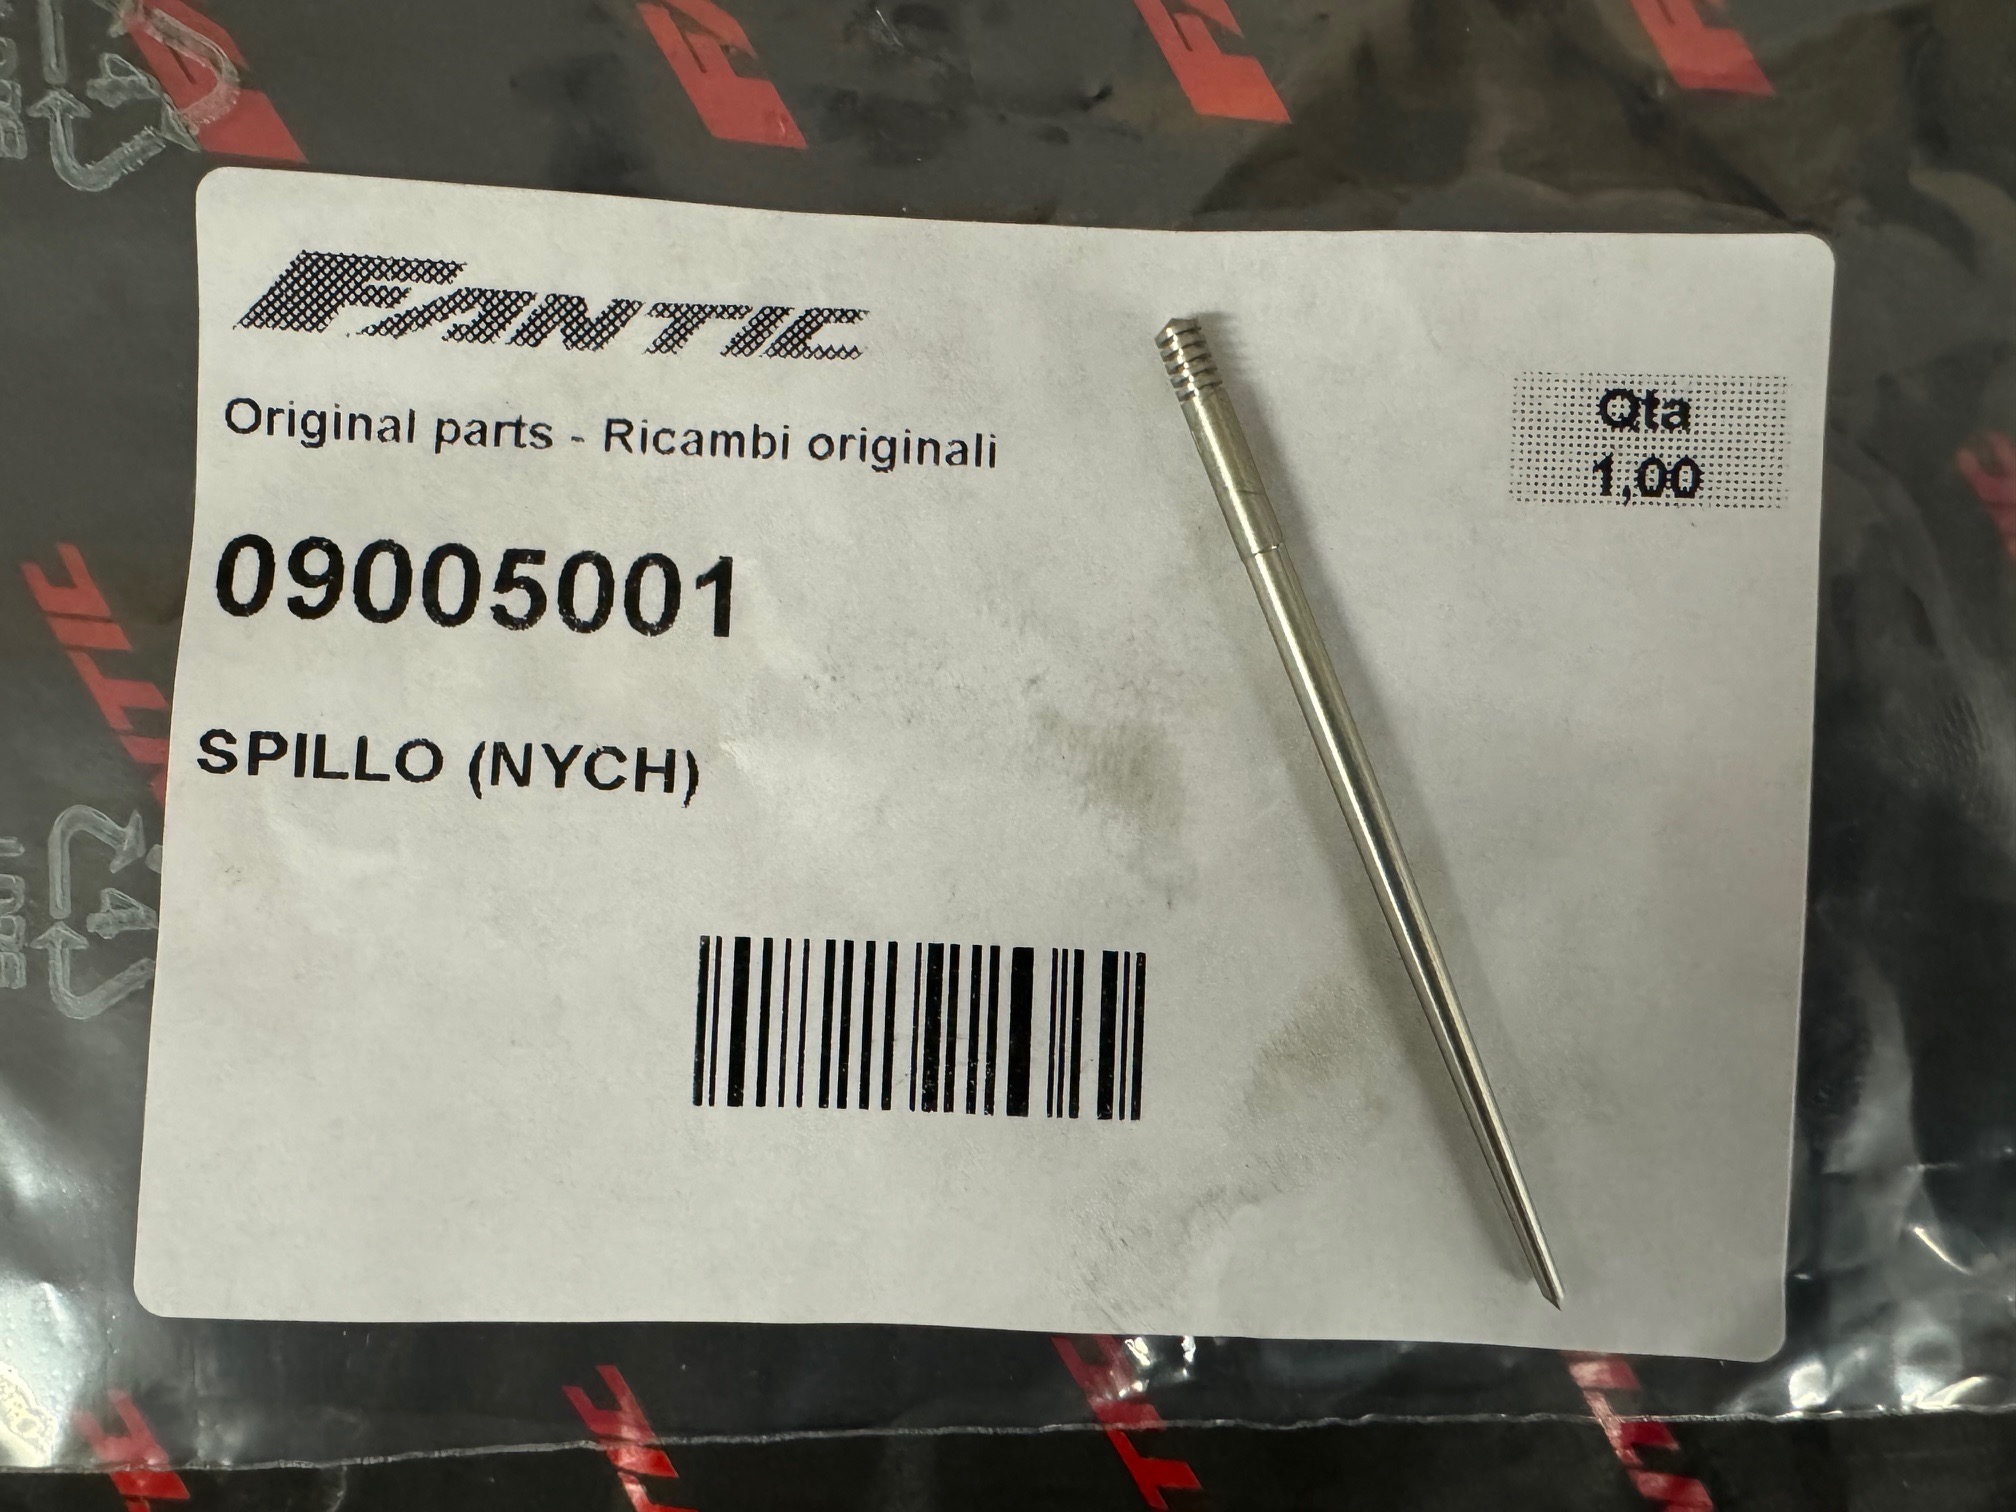 FANTIC
Original parts - Ricambi originali
Qta
1,00
09005001
SPILLO (NYCH)